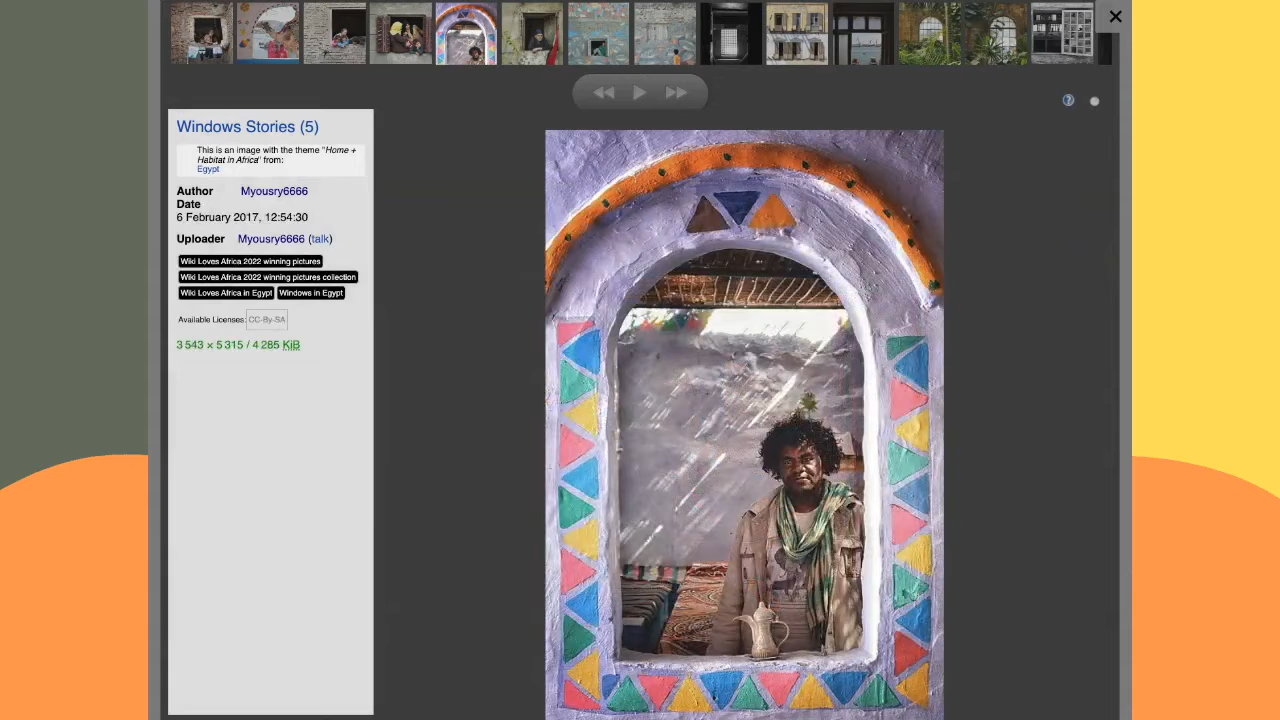 Windows Stories (5)
This is an image with the theme "Home +
Habitat in Africa" from:
Egypt
Author Myousry6666
Date
6 February 2017, 12:54:30
Uploader Myousry6666 (talk)
Wiki Loves Africa 2022 winning pictures
Wiki Loves Africa 2022 winning pictures collection
Wiki Loves Africa in Egypt Windows in Egypt
Available Licenses: CC-By-SA
3 543 × 5 315 / 4 285 KiB